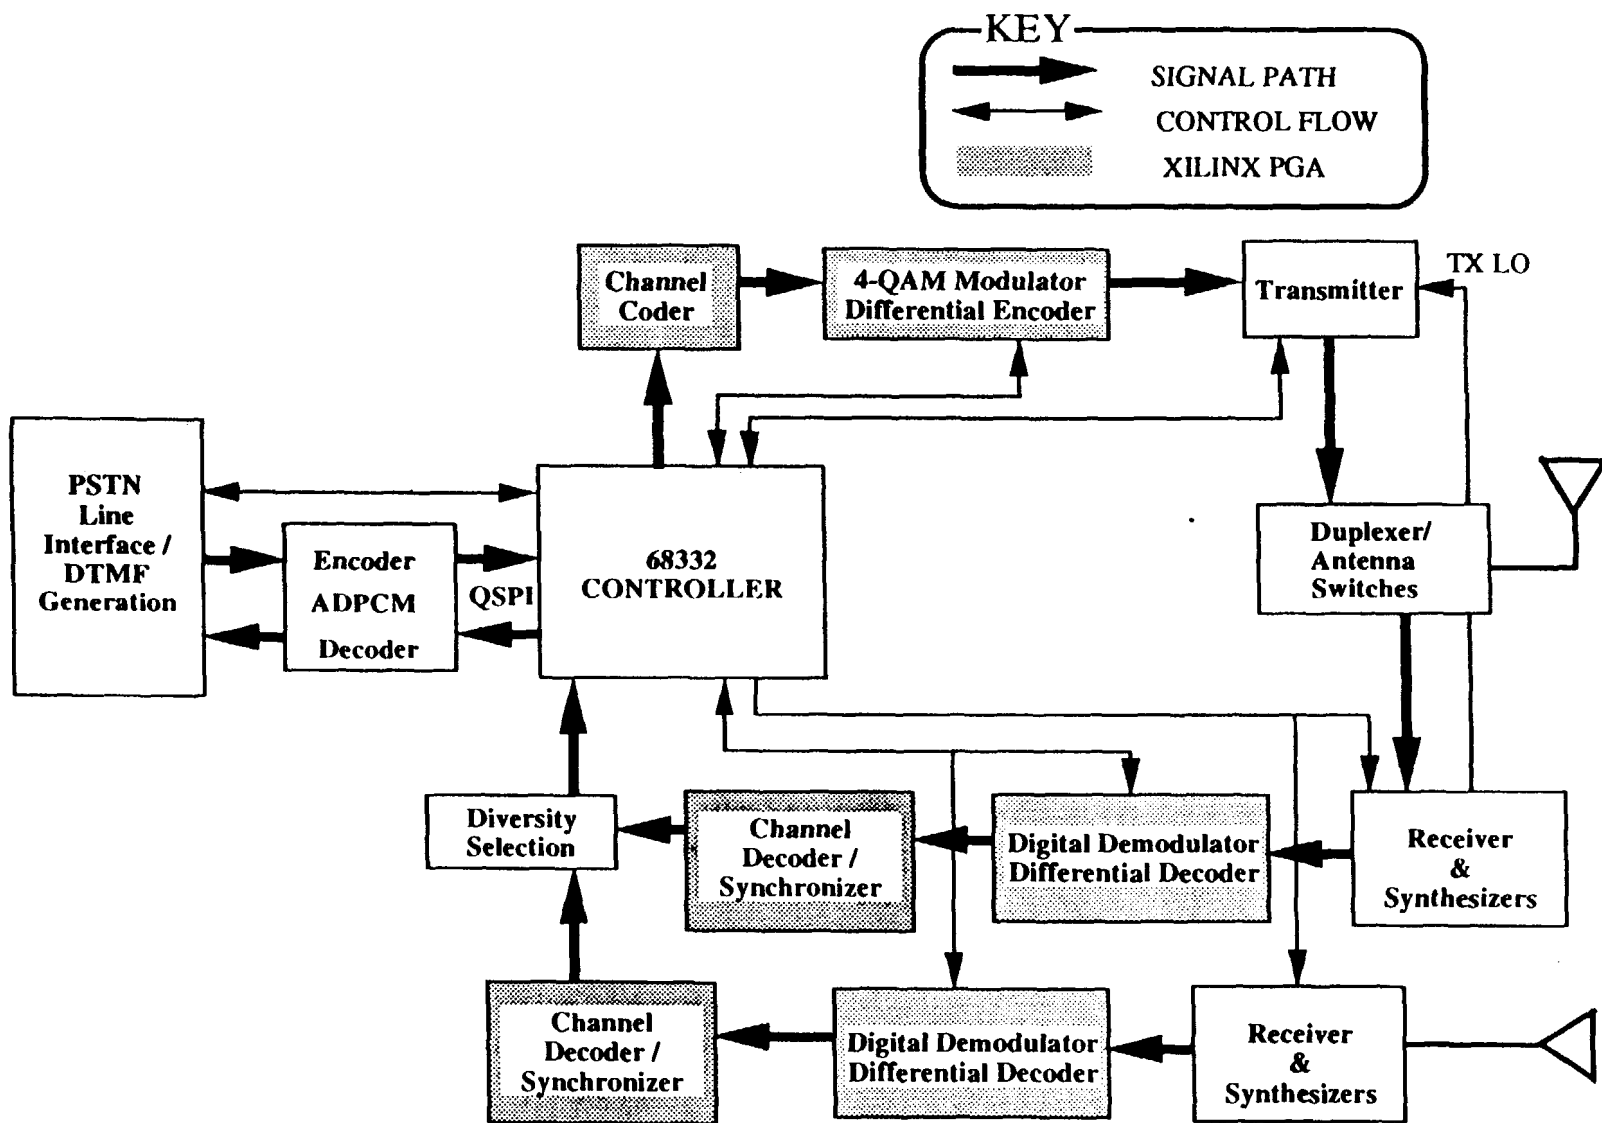 KEY
SIGNAL PATH
CONTROL FLOW
XILINX PGA
Channel
Coder
4-QAM Modulator
Differential Encoder
Transmitter
TX LO
PSTN
Line
Interface /
DTMF
Generation
Encoder
ADPCM
Decoder
QSPI
68332
CONTROLLER
Duplexer/
Antenna
Switches
Diversity
Selection
Channel
Decoder /
Synchronizer
Digital Demodulator
Differential Decoder
Receiver
&
Synthesizers
Channel
Decoder /
Synchronizer
Digital Demodulator
Differential Decoder
Receiver
&
Synthesizers